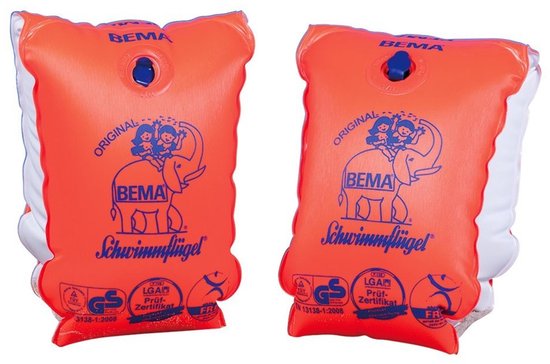 BEMA®
ORIGINAL
BEMA
Schwimmflügel®
LGA
Prüf-
Zertifikat
GS
13138-1:2008
BEMA®
ORIGINAL
BEMA
Schwimmflügel®
LGA
Prüf-
Zertifikat
GS
FR
EN 13138-1:2008